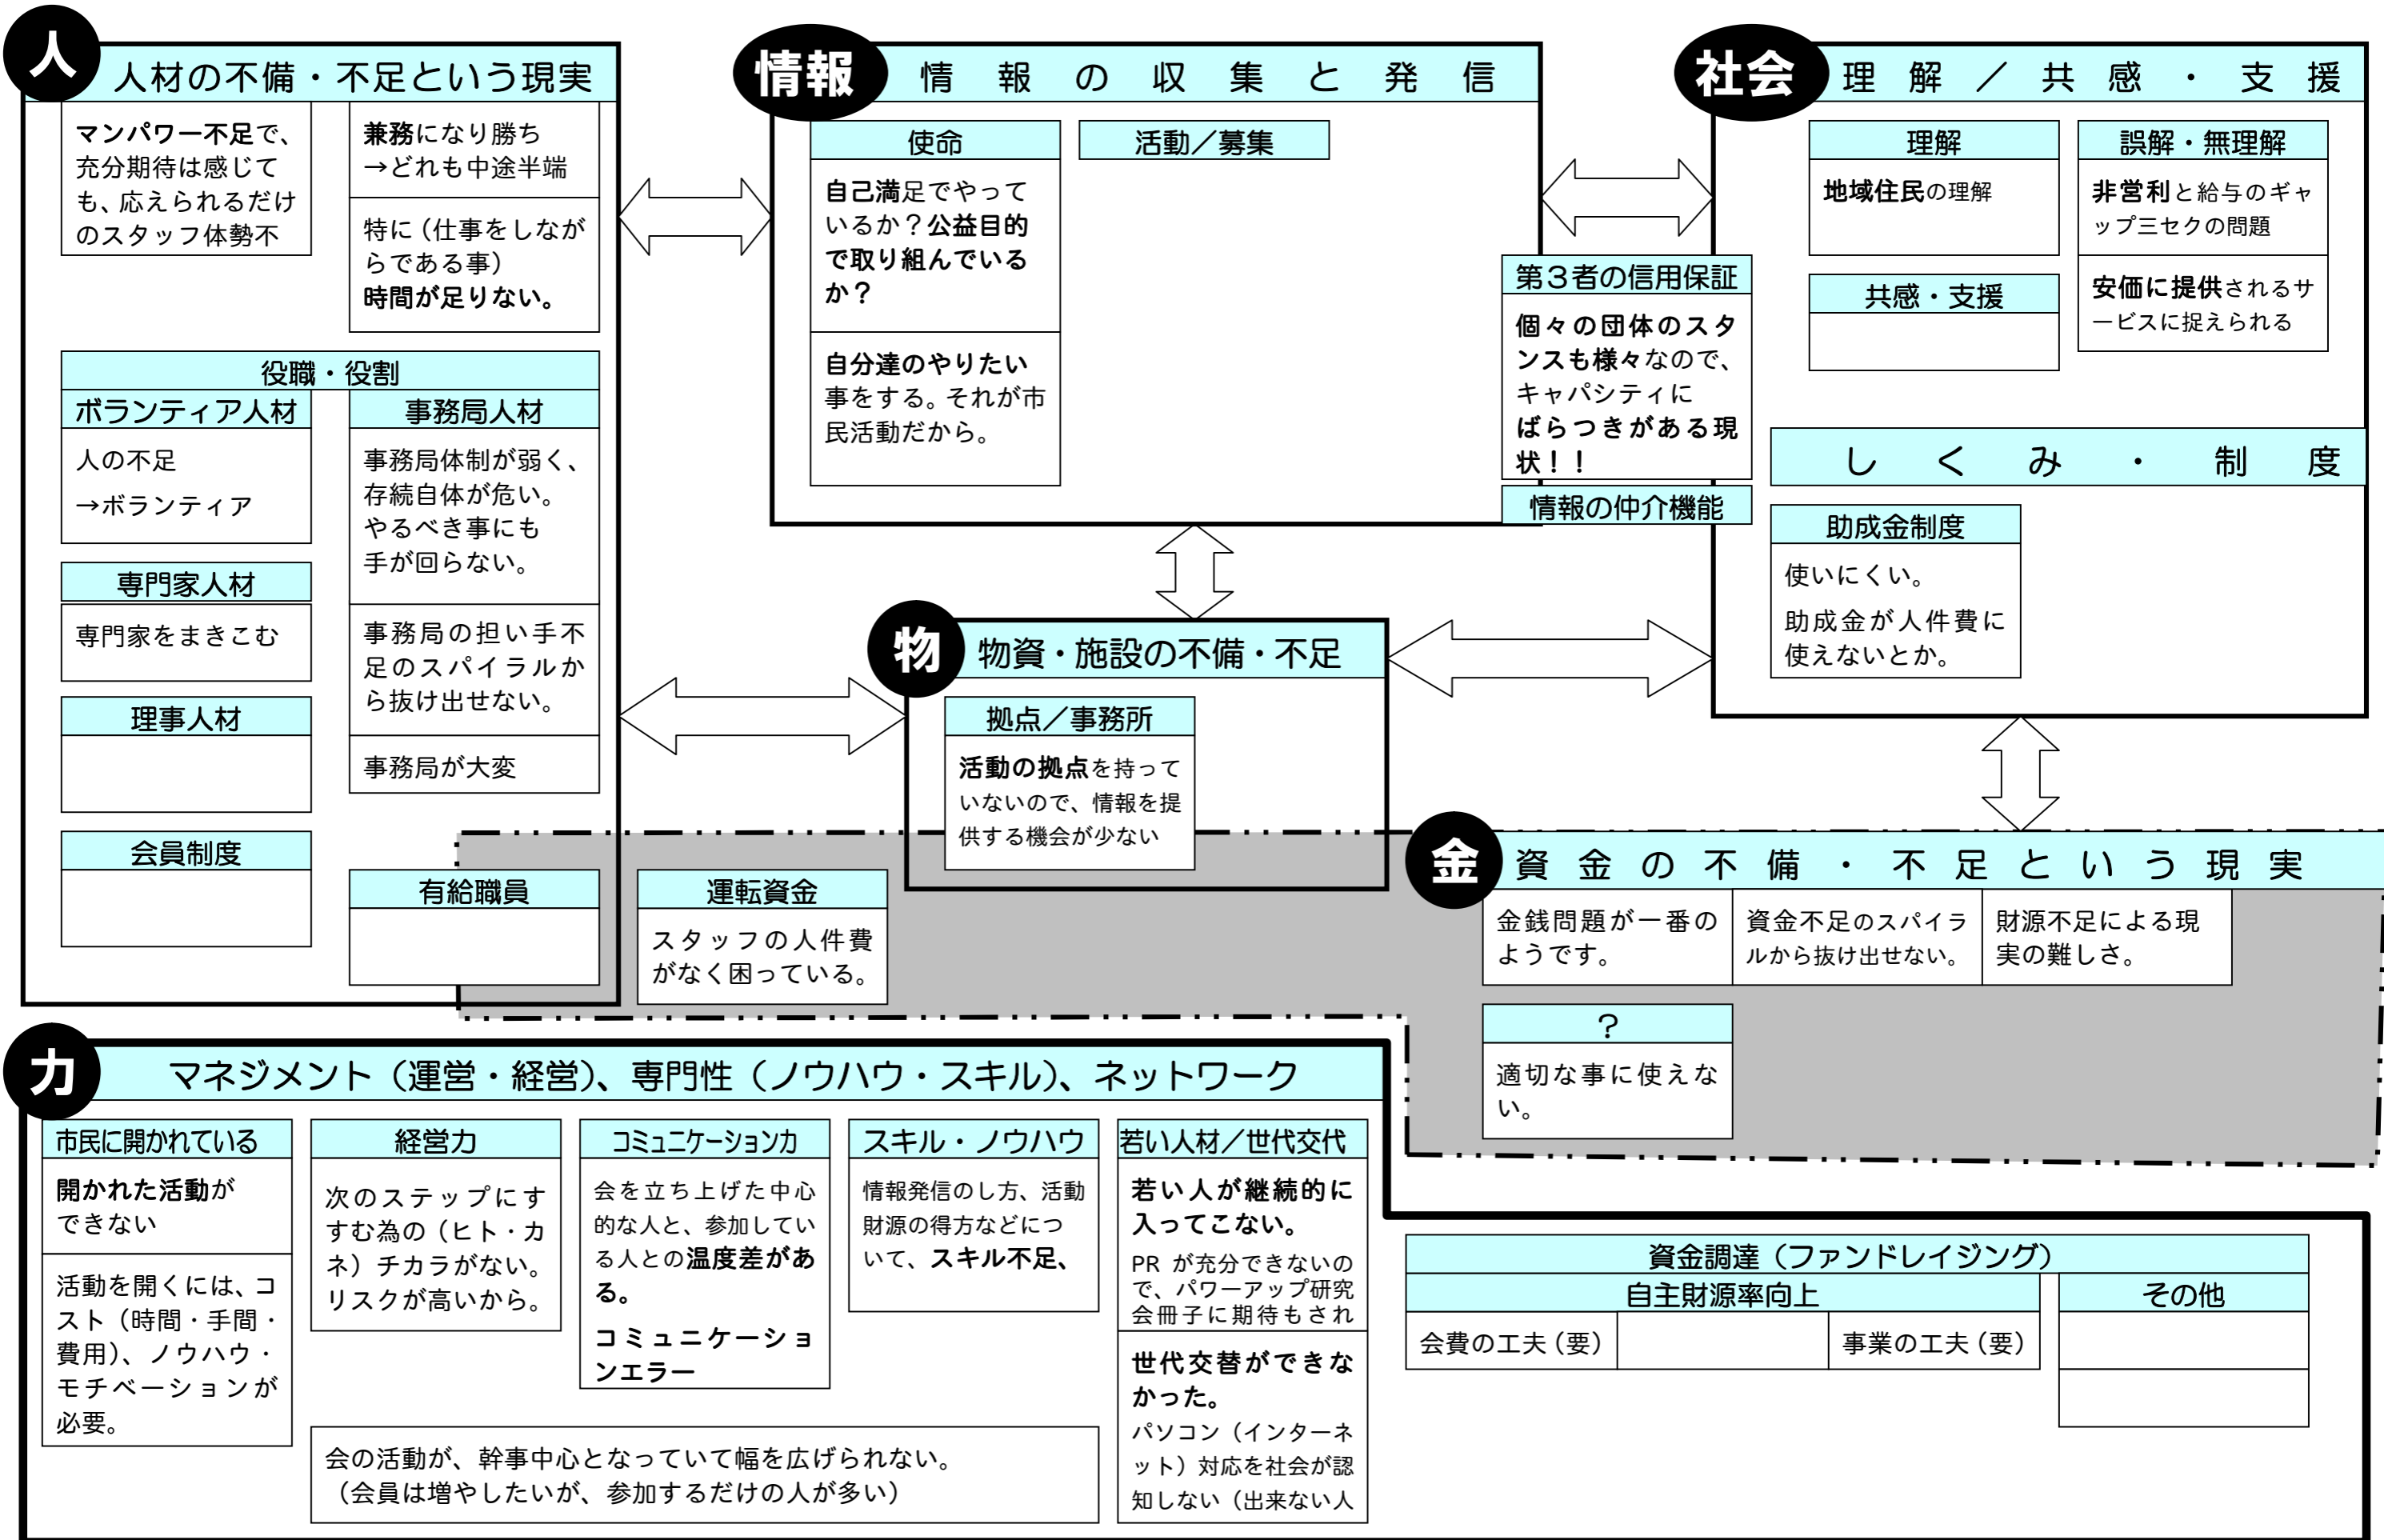 人
人材の不備・不足という現実
マンパワー不足で、
充分期待は感じて
も、応えられるだけ
のスタッフ体勢不
兼務になり勝ち
→どれも中途半端
特に（仕事をしなが
らである事）
時間が足りない。
役職・役割
ボランティア人材
人の不足
→ボランティア
専門家人材
専門家をまきこむ
理事人材
会員制度
事務局人材
事務局体制が弱く、
存続自体が危い。
やるべき事にも
手が回らない。
事務局の担い手不
足のスパイラルか
ら抜け出せない。
事務局が大変
有給職員
情報
情報の収集と発信
使命
自己満足でやって
いるか？公益目的
で取り組んでいる
か？
自分達のやりたい
事をする。それが市
民活動だから。
活動／募集
第３者の信用保証
個々の団体のスタ
ンスも様々なので、
キャパシティに
ばらつきがある現
状！！
情報の仲介機能
社会
理解／共感・支援
理解
地域住民の理解
共感・支援
誤解・無理解
非営利と給与のギャ
ップ三セクの問題
安価に提供されるサ
ービスに捉えられる
しくみ・制度
助成金制度
使いにくい。
助成金が人件費に
使えないとか。
物
物資・施設の不備・不足
拠点／事務所
活動の拠点を持って
いないので、情報を提
供する機会が少ない
運転資金
スタッフの人件費
がなく困っている。
金
資金の不備・不足という現実
金銭問題が一番の
ようです。
資金不足のスパイラ
ルから抜け出せない。
財源不足による現
実の難しさ。
？
適切な事に使えな
い。
力
マネジメント（運営・経営）、専門性（ノウハウ・スキル）、ネットワーク
市民に開かれている
開かれた活動が
できない
活動を開くには、コ
スト（時間・手間・
費用）、ノウハウ・
モチベーションが
必要。
経営力
次のステップにす
すむ為の（ヒト・カ
ネ）チカラがない。
リスクが高いから。
コミュニケーション力
会を立ち上げた中心
的な人と、参加してい
る人との温度差があ
る。
コミュニケーショ
ンエラー
スキル・ノウハウ
情報発信のし方、活動
財源の得方などにつ
いて、スキル不足、
若い人材／世代交代
若い人が継続的に
入ってこない。
PR が充分できないの
で、パワーアップ研究
会冊子に期待もされ
世代交替ができな
かった。
パソコン（インターネ
ット）対応を社会が認
知しない（出来ない人
会の活動が、幹事中心となっていて幅を広げられない。
（会員は増やしたいが、参加するだけの人が多い）
資金調達（ファンドレイジング）
自主財源率向上
その他
会費の工夫（要）
事業の工夫（要）